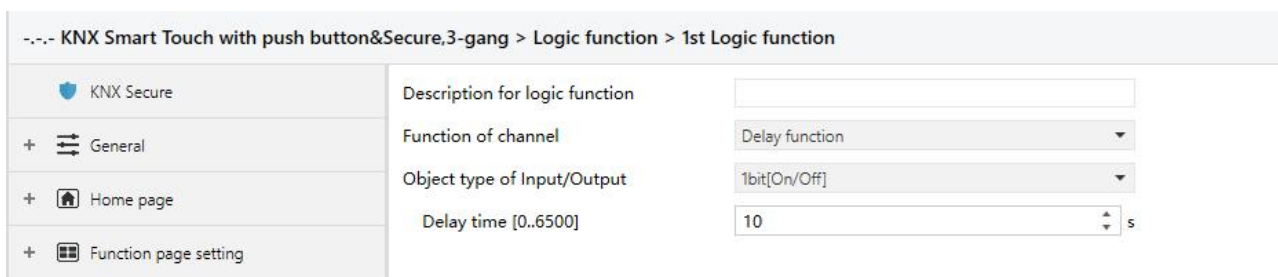 -.-.- KNX Smart Touch with push button&Secure,3-gang > Logic function > 1st Logic function
KNX Secure
+ General
+ Home page
+ Function page setting
Description for logic function
Function of channel Delay function
Object type of Input/Output 1bit[On/Off]
Delay time [0..6500] 10 s